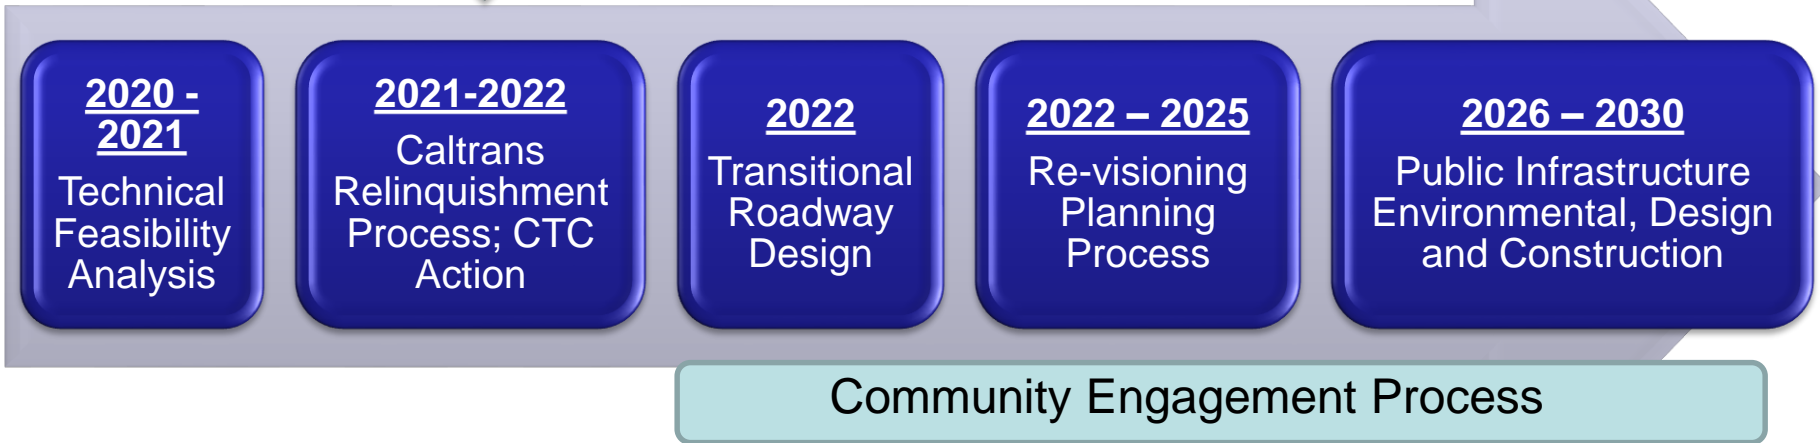 2020 -
2021
Technical
Feasibility
Analysis
2021-2022
Caltrans
Relinquishment
Process; CTC
Action
2022
Transitional
Roadway
Design
2022 – 2025
Re-visioning
Planning
Process
2026 – 2030
Public Infrastructure
Environmental, Design
and Construction
Community Engagement Process